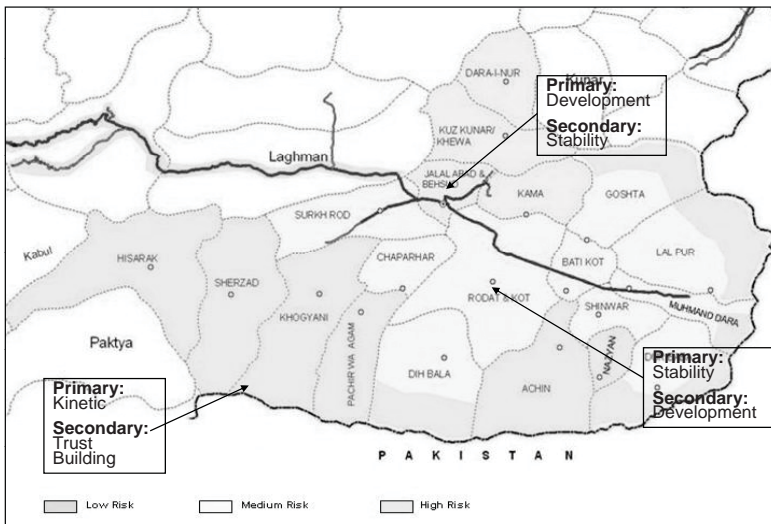 DARA-I-NUR
Kunar
Primary:
Development
Secondary:
Stability
KUZ KUNAR/
KHEWA
Laghman
JALALABAD &
BEHSUD
KAMA
GOSHTA
SURKH ROD
Kabul
HISARAK
SHERZAD
CHAPARHAR
BATI KOT
LAL PUR
KHOGYANI
RODAT & KOT
SHINWAR
MUHMAND DARA
Paktya
PACHIR WA AGAM
DIH BALA
ACHIN
NAZYAN
Primary:
Kinetic
Secondary:
Trust
Building
Primary:
Stability
Secondary:
Development
PAKISTAN
Low Risk
Medium Risk
High Risk